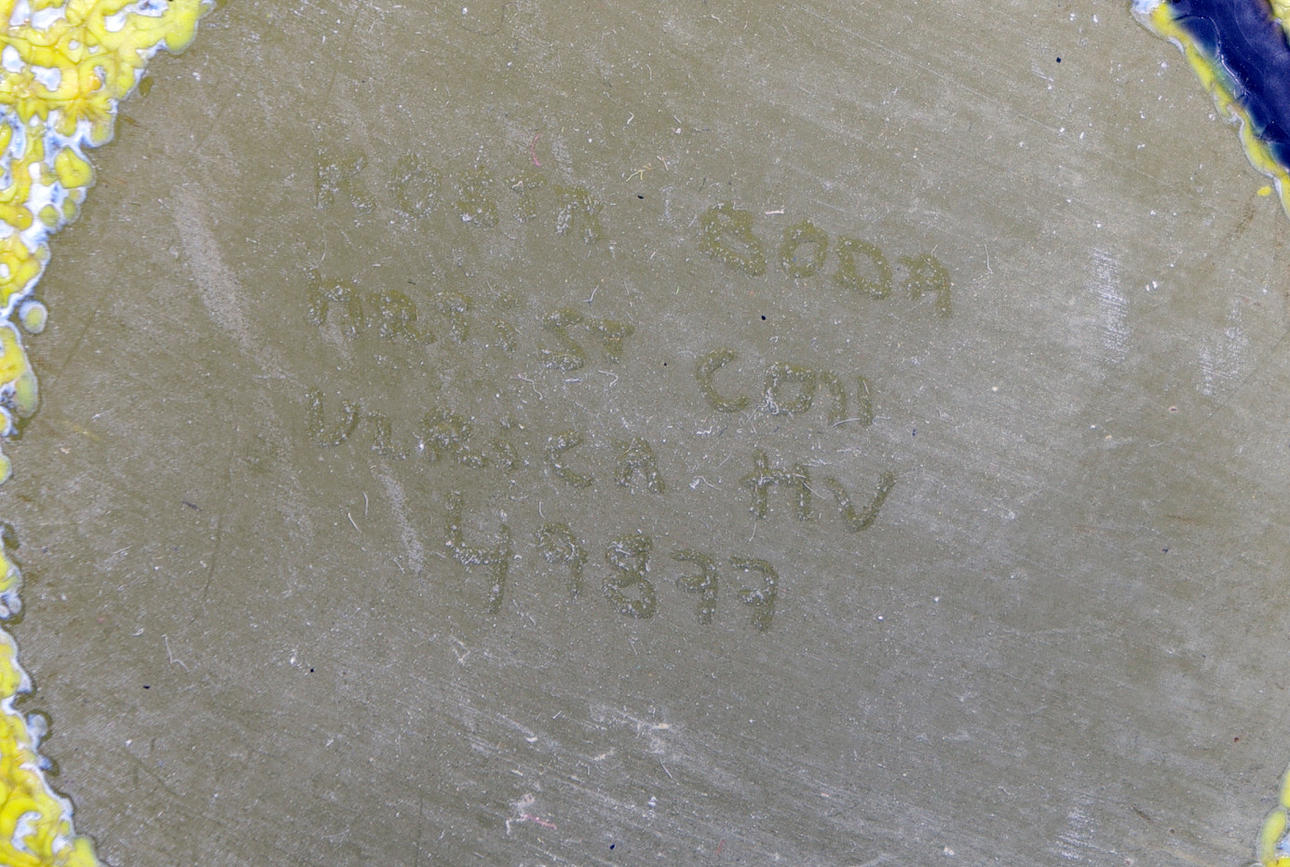 KOSTA BODA
ARTIST COll
ULRICA HV
49877